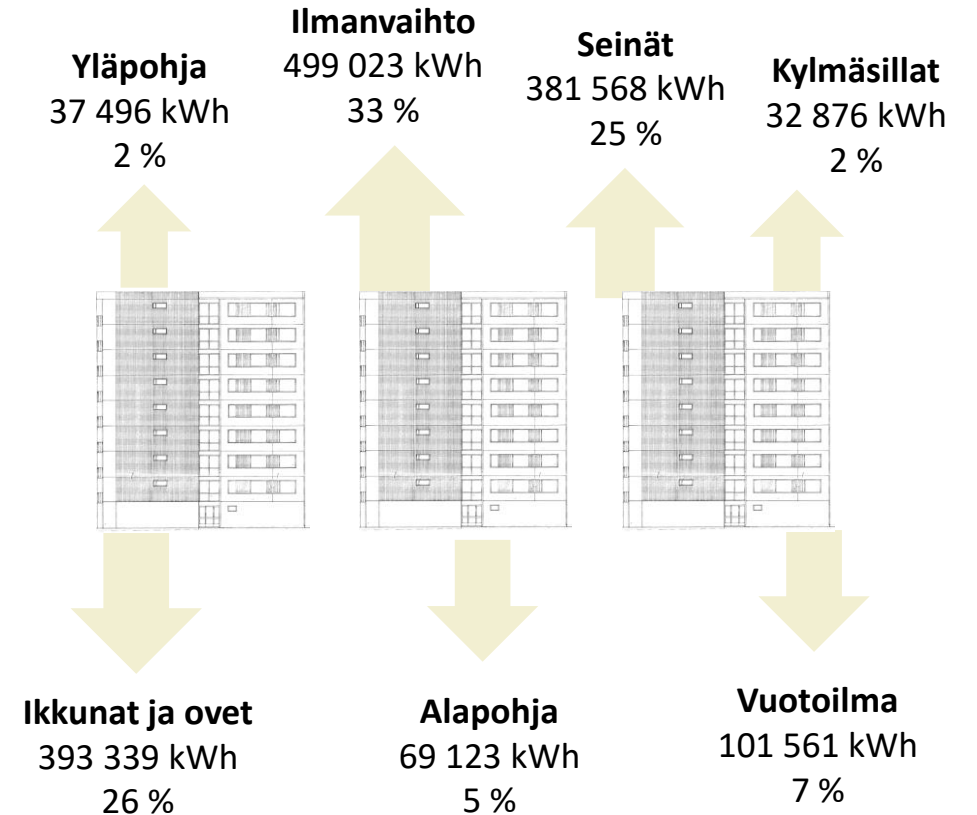 Yläpohja
37 496 kWh
2 %
Ilmanvaihto
499 023 kWh
33 %
Seinät
381 568 kWh
25 %
Kylmäsillat
32 876 kWh
2 %
Ikkunat ja ovet
393 339 kWh
26 %
Alapohja
69 123 kWh
5 %
Vuotoilma
101 561 kWh
7 %